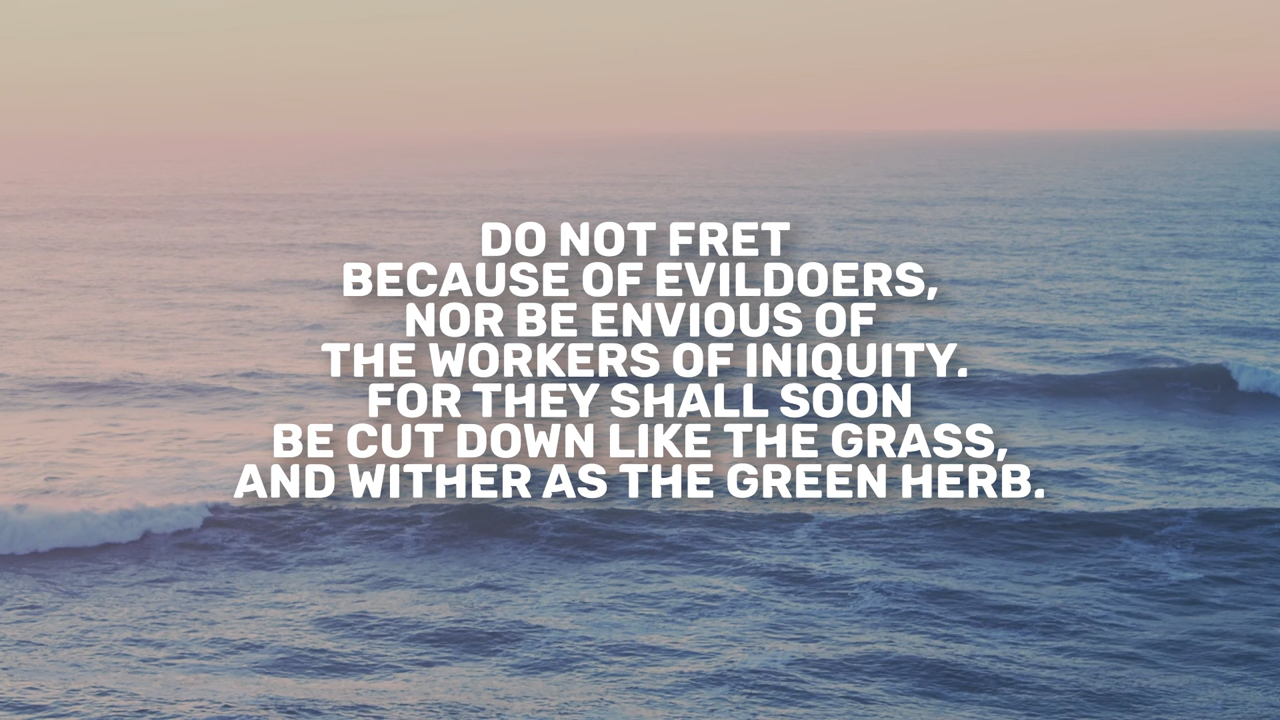 DO NOT FRET
BECAUSE OF EVILDOERS,
NOR BE ENVIOUS OF
THE WORKERS OF INIQUITY.
FOR THEY SHALL SOON
BE CUT DOWN LIKE THE GRASS,
AND WITHER AS THE GREEN HERB.